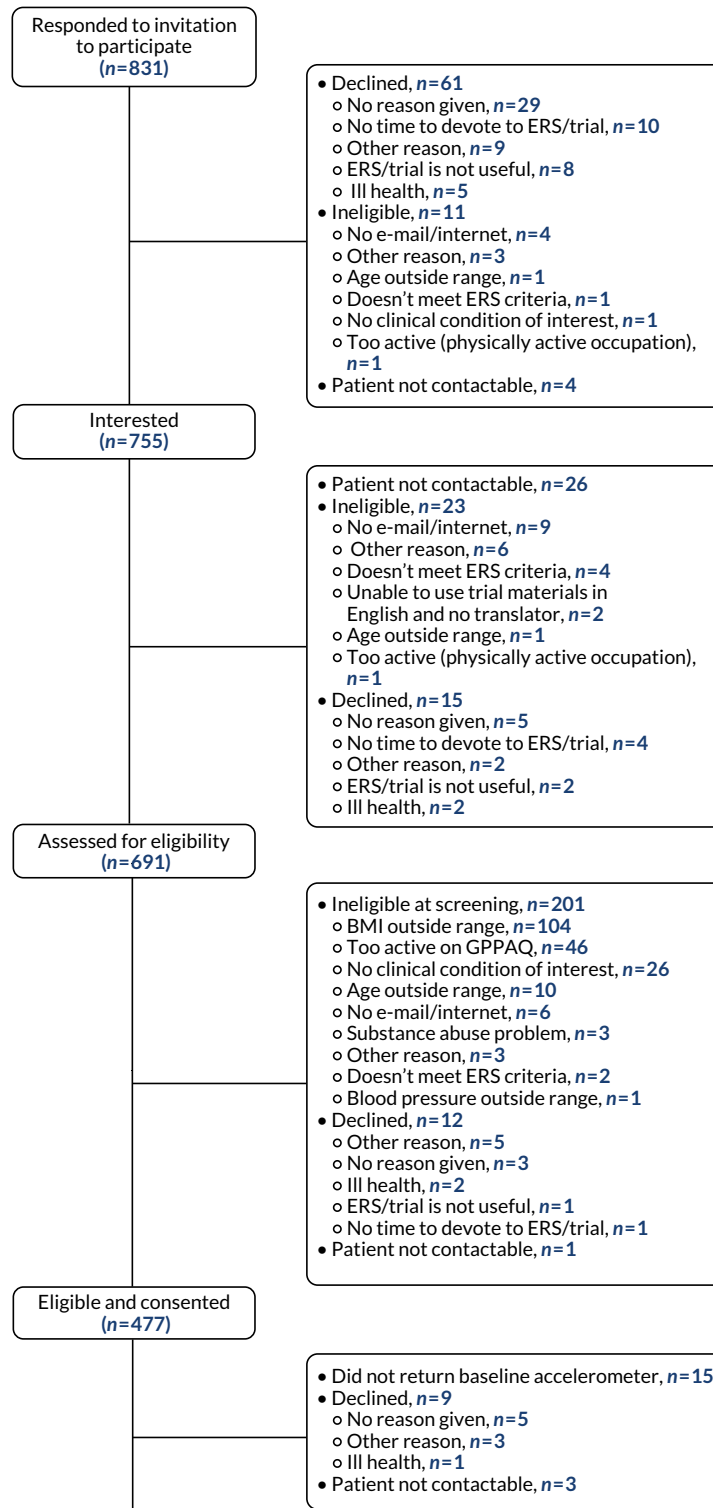 Responded to invitation
to participate
(n=831)
• Declined, n=61
o No reason given, n=29
o No time to devote to ERS/trial, n=10
o Other reason, n=9
o ERS/trial is not useful, n=8
o Ill health, n=5
• Ineligible, n=11
o No e-mail/internet, n=4
o Other reason, n=3
o Age outside range, n=1
o Doesn't meet ERS criteria, n=1
o No clinical condition of interest, n=1
o Too active (physically active occupation),
n=1
• Patient not contactable, n=4
Interested
(n=755)
• Patient not contactable, n=26
• Ineligible, n=23
o No e-mail/internet, n=9
o Other reason, n=6
o Doesn't meet ERS criteria, n=4
o Unable to use trial materials in
English and no translator, n=2
o Age outside range, n=1
o Too active (physically active occupation),
n=1
• Declined, n=15
o No reason given, n=5
o No time to devote to ERS/trial, n=4
o Other reason, n=2
o ERS/trial is not useful, n=2
o Ill health, n=2
Assessed for eligibility
(n=691)
• Ineligible at screening, n=201
o BMI outside range, n=104
o Too active on GPPAQ, n=46
o No clinical condition of interest, n=26
o Age outside range, n=10
o No e-mail/internet, n=6
o Substance abuse problem, n=3
o Other reason, n=3
o Doesn't meet ERS criteria, n=2
o Blood pressure outside range, n=1
• Declined, n=12
o Other reason, n=5
o No reason given, n=3
o Ill health, n=2
o ERS/trial is not useful, n=1
o No time to devote to ERS/trial, n=1
• Patient not contactable, n=1
Eligible and consented
(n=477)
• Did not return baseline accelerometer, n=15
• Declined, n=9
o No reason given, n=5
o Other reason, n=3
o Ill health, n=1
• Patient not contactable, n=3